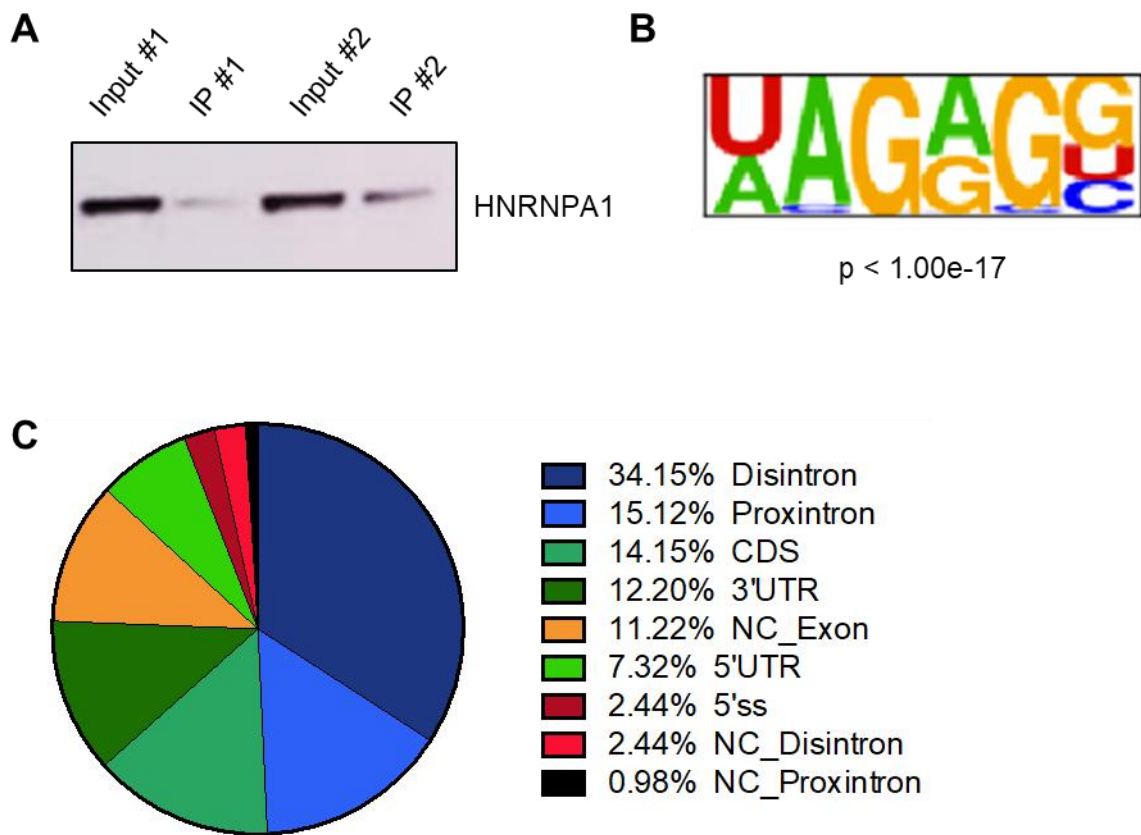 A
Input #1
IP #1
Input #2
IP #2
HNRNPA1
B
UAGAGG
AGU
C
p < 1.00e-17
C
34.15% Disintron
15.12% Proxintron
14.15% CDS
12.20% 3'UTR
11.22% NC_Exon
7.32% 5'UTR
2.44% 5'ss
2.44% NC_Disintron
0.98% NC_Proxintron